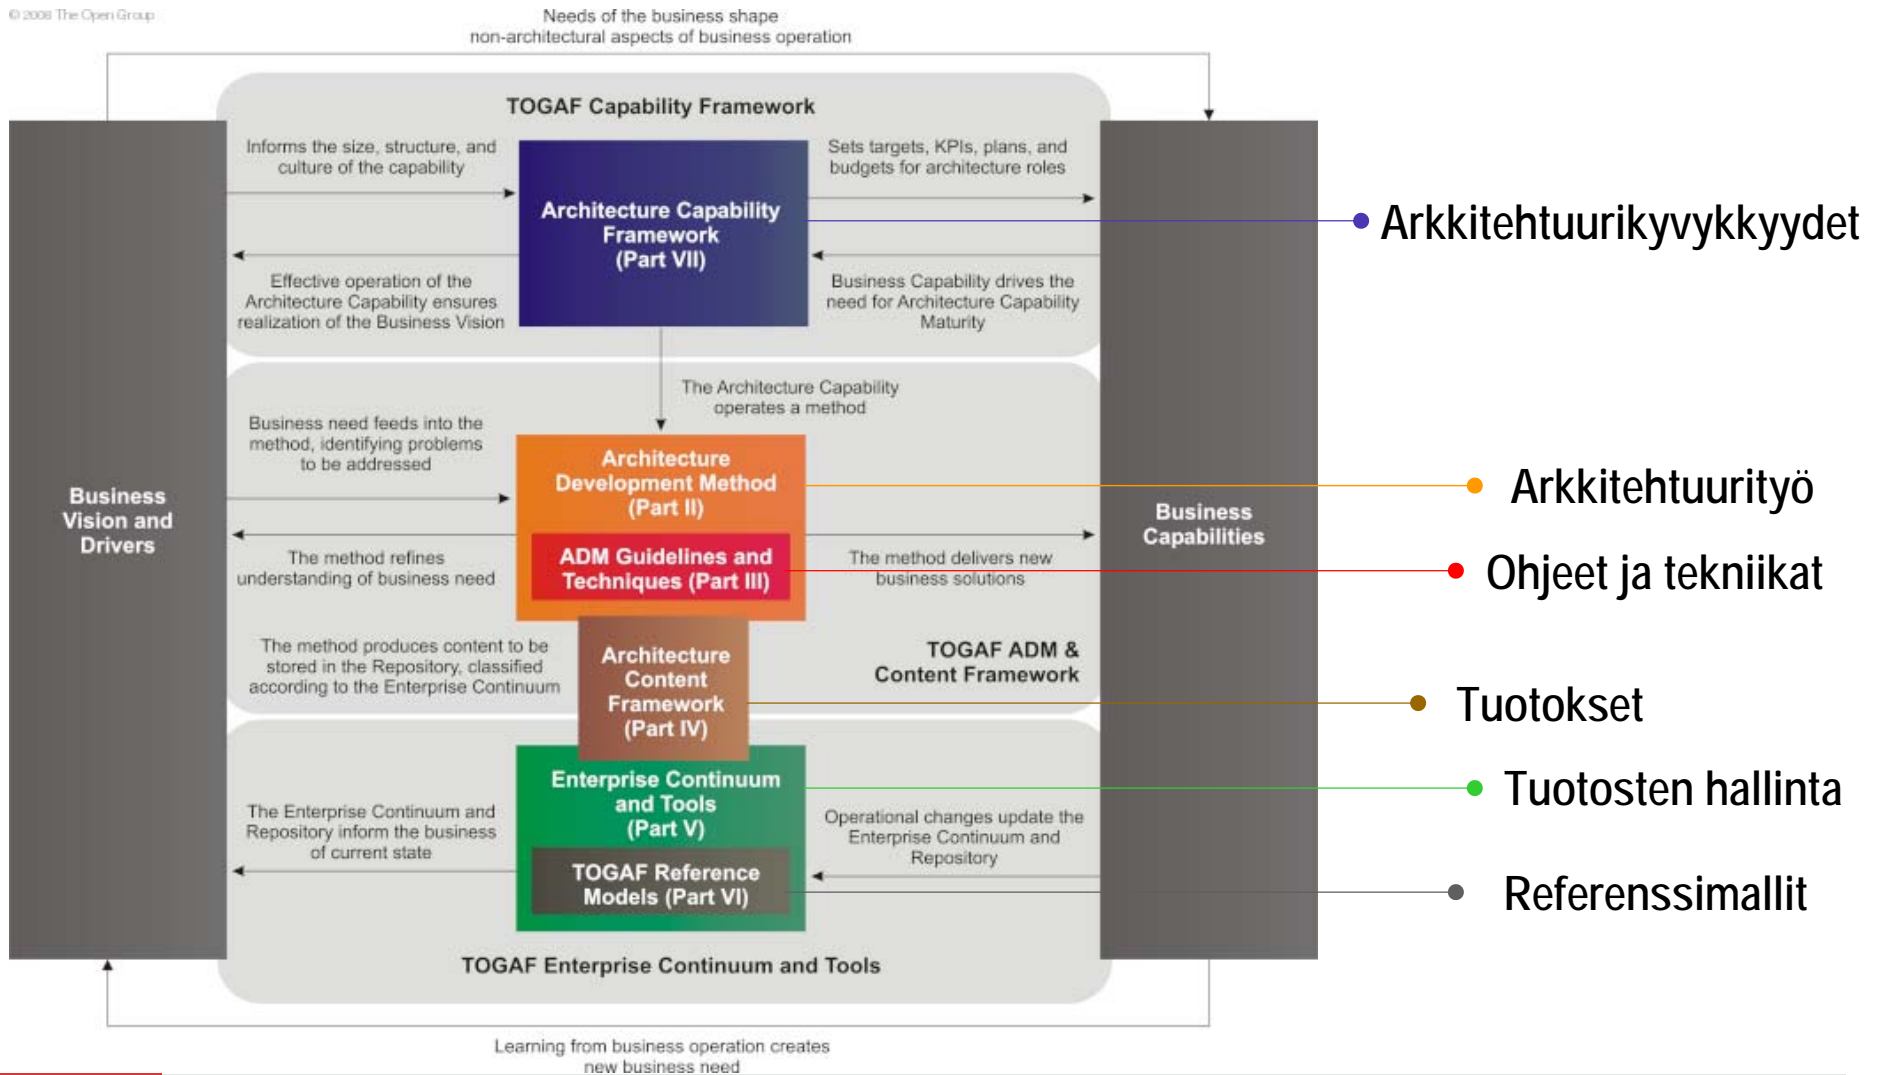 © 2008 The Open Group
Needs of the business shape
non-architectural aspects of business operation
TOGAF Capability Framework
Informs the size, structure, and
culture of the capability
Architecture Capability
Framework
(Part VII)
Sets targets, KPIs, plans, and
budgets for architecture roles
Arkkitehtuurikyvykkyydet
Effective operation of the
Architecture Capability ensures
realization of the Business Vision
Business Capability drives the
need for Architecture Capability
Maturity
The Architecture Capability
operates a method
Business need feeds into the
method, identifying problems
to be addressed
Architecture
Development Method
(Part II)
Arkkitehtuurityö
Business
Vision and
Drivers
Business
Capabilities
The method refines
understanding of business need
ADM Guidelines and
Techniques (Part III)
The method delivers new
business solutions
Ohjeet ja tekniikat
The method produces content to be
stored in the Repository, classified
according to the Enterprise Continuum
Architecture
Content
Framework
(Part IV)
TOGAF ADM &
Content Framework
Tuotokset
Enterprise Continuum
and Tools
(Part V)
Tuotosten hallinta
The Enterprise Continuum and
Repository inform the business
of current state
Operational changes update the
Enterprise Continuum and
Repository
TOGAF Reference
Models (Part VI)
Referenssimallit
TOGAF Enterprise Continuum and Tools
Learning from business operation creates
new business need